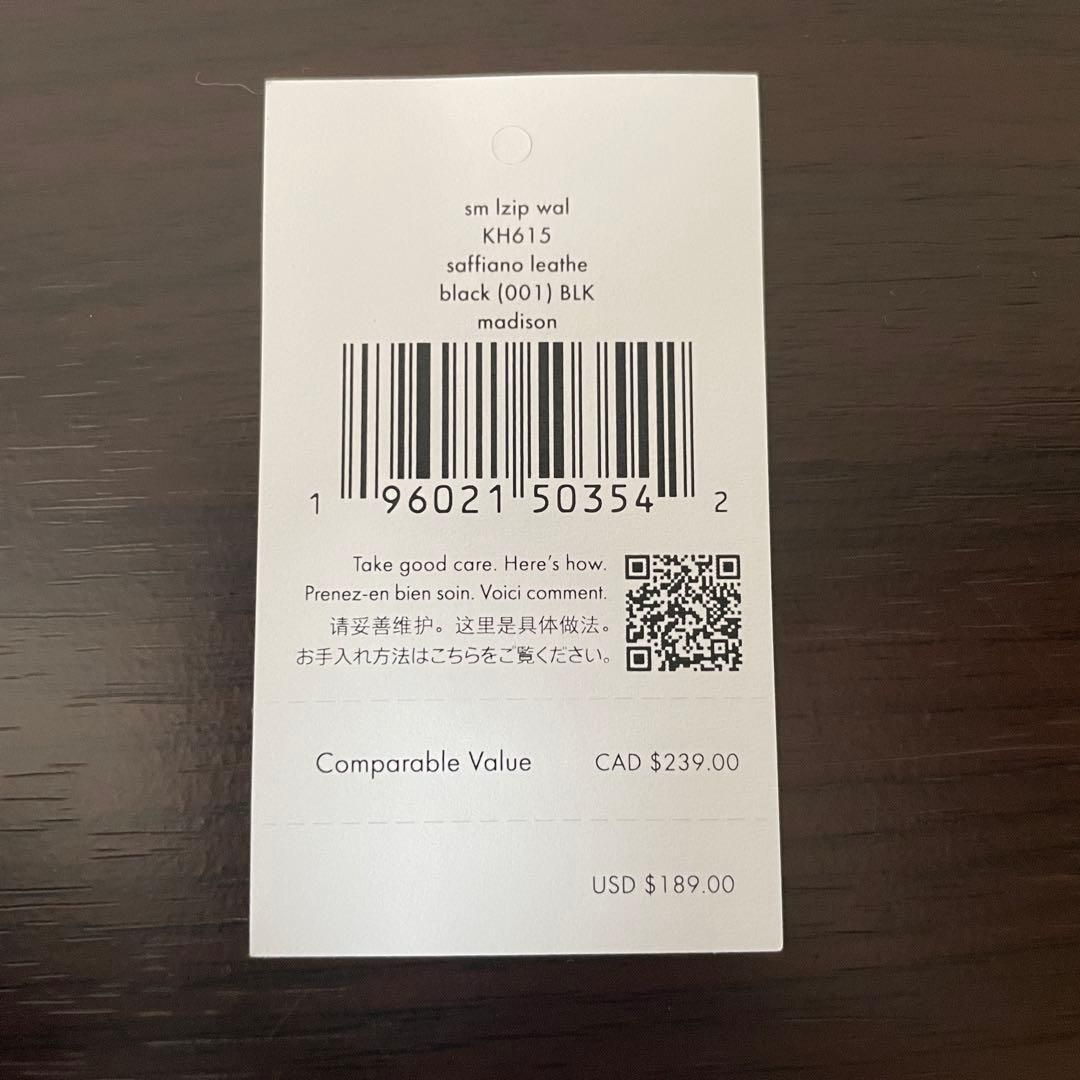 sm lzip wal
KH615
saffiano leathe
black (001) BLK
madison
1 96021 50354 2
Take good care. Here's how.
Prenez-en bien soin. Voici comment.
请妥善维护。这里是具体做法。
お手入れ方法はこちらをご覧ください。
Comparable Value CAD $239.00
USD $189.00